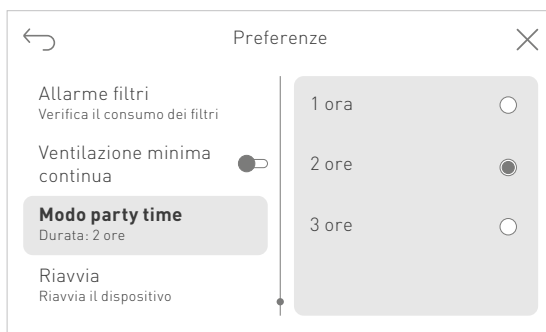 Preferenze
Allarme filtri
Verifica il consumo dei filtri
Ventilazione minima
continua
Modo party time
Durata: 2 ore
Riavvia
Riavvia il dispositivo
1 ora
2 ore
3 ore